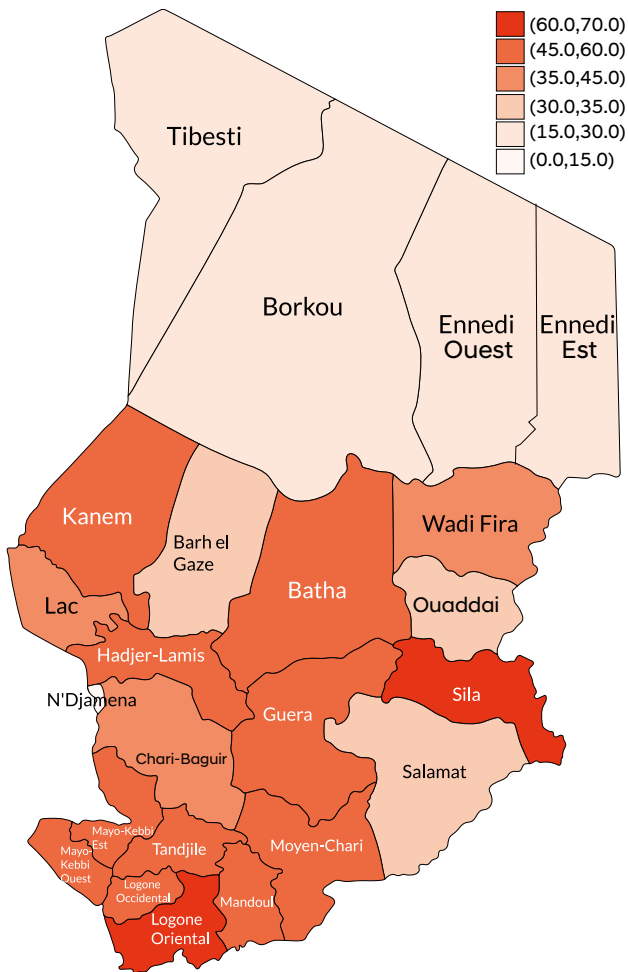 (60.0,70.0)
(45.0,60.0)
(35.0,45.0)
(30.0,35.0)
(15.0,30.0)
(0.0,15.0)
Tibesti
Borkou
Ennedi
Ouest
Ennedi
Est
Kanem
Barh el
Gaze
Wadi Fira
Batha
Lac
Ouaddai
Hadjer-Lamis
N'Djamena
Sila
Guera
Chari-Baguir
Salamat
Mayo-Kebbi
Est
Mayo-
Kebbi
Ouest
Tandjile
Moyen-Chari
Logone
Occidental
Mandoul
Logone
Oriental